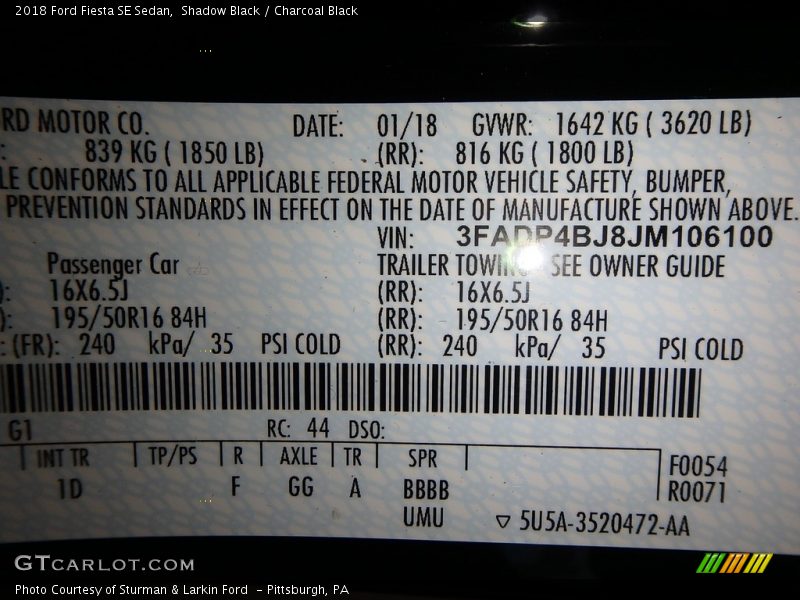 2018 Ford Fiesta SE Sedan, Shadow Black / Charcoal Black
RD MOTOR CO. DATE: 01/18 GVWR: 1642 KG ( 3620 LB)
: 839 KG ( 1850 LB) (RR): 816 KG ( 1800 LB)
LE CONFORMS TO ALL APPLICABLE FEDERAL MOTOR VEHICLE SAFETY, BUMPER,
PREVENTION STANDARDS IN EFFECT ON THE DATE OF MANUFACTURE SHOWN ABOVE.
VIN: 3FADP4BJ8JM106100
Passenger Car TRAILER TOWING SEE OWNER GUIDE
): 16X6.5J (RR): 16X6.5J
): 195/50R16 84H (RR): 195/50R16 84H
: (FR): 240 kPa/ 35 PSI COLD (RR): 240 kPa/ 35 PSI COLD
G1 RC: 44 DSO:
INT TR TP/PS R AXLE TR SPR F0054
1D F GG A BBBB R0071
UMU ▽ 5U5A-3520472-AA
GTCARLOT.COM
Photo Courtesy of Sturman & Larkin Ford - Pittsburgh, PA